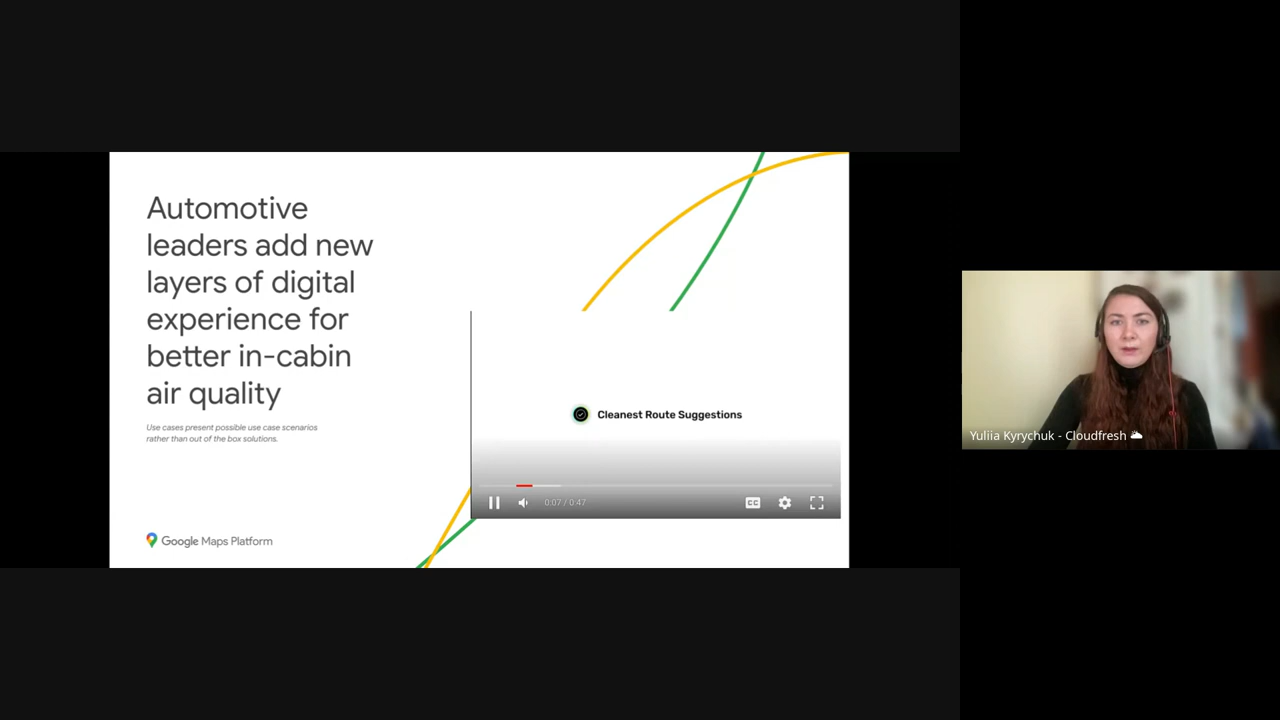 Automotive
leaders add new
layers of digital
experience for
better in-cabin
air quality
Use cases present possible use case scenarios
rather than out of the box solutions.
Cleanest Route Suggestions
0:07 / 0:47
CC
Google Maps Platform
Yuliia Kyrychuk - Cloudfresh